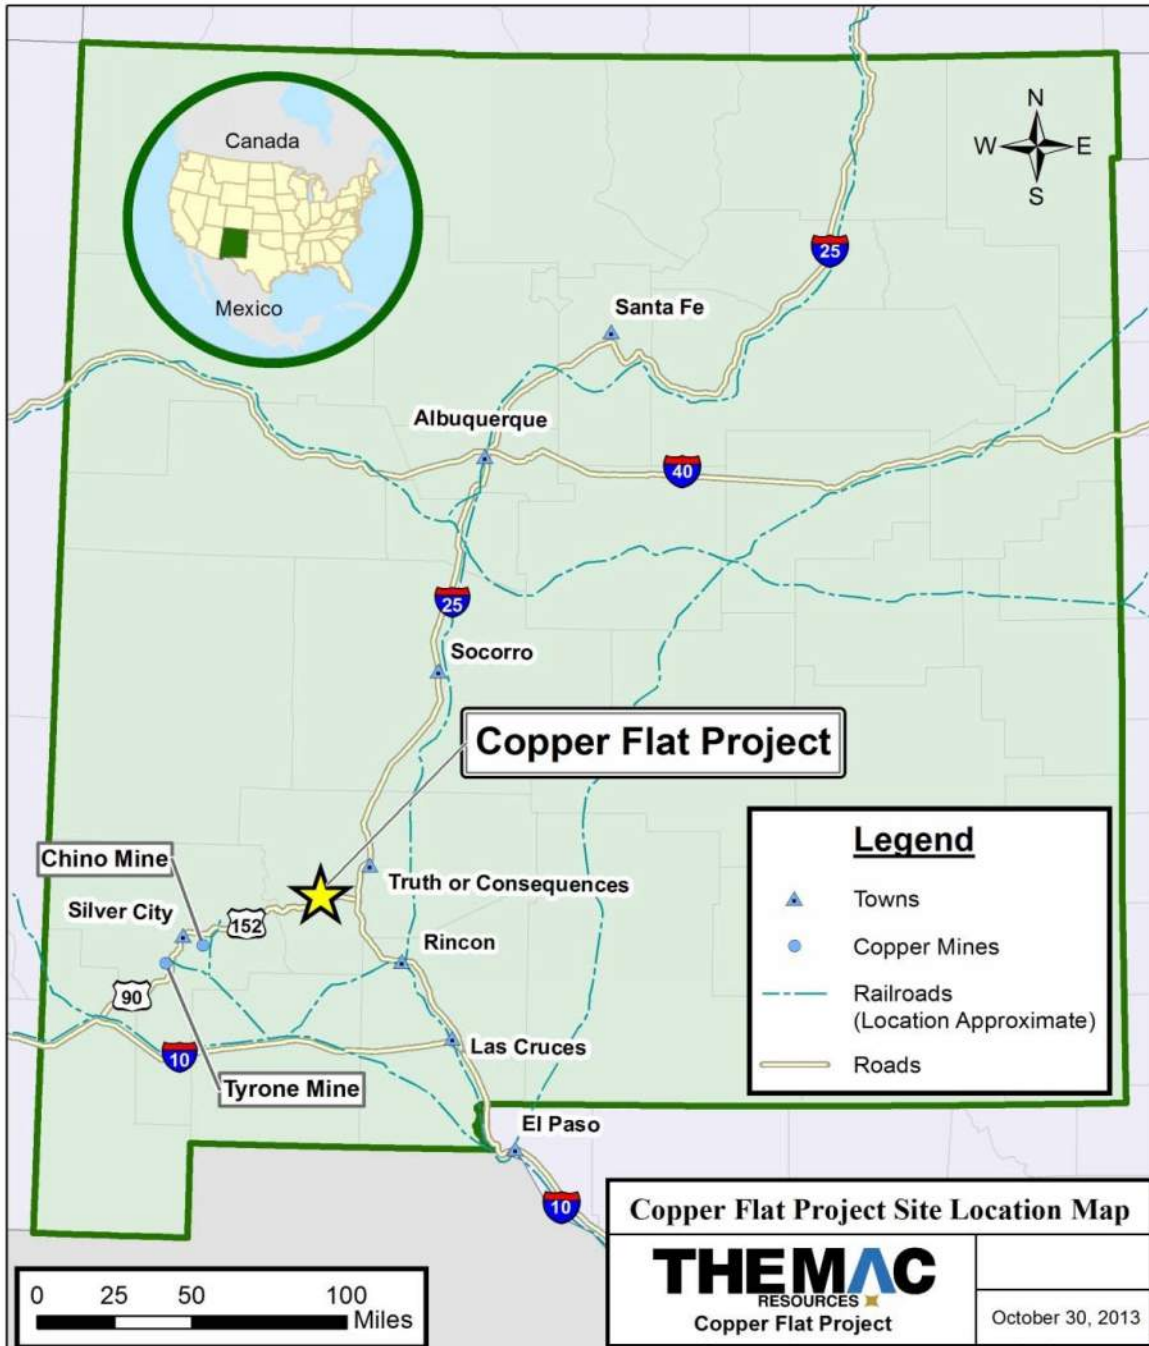 Canada
Mexico
N
W
E
S
25
Santa Fe
Albuquerque
40
25
Socorro
Copper Flat Project
Chino Mine
Silver City
152
Truth or Consequences
Rincon
90
10
Las Cruces
Tyrone Mine
El Paso
10
Legend
Towns
Copper Mines
Railroads
(Location Approximate)
Roads
0 25 50 100
Miles
Copper Flat Project Site Location Map
THEMAC
RESOURCES
Copper Flat Project
October 30, 2013